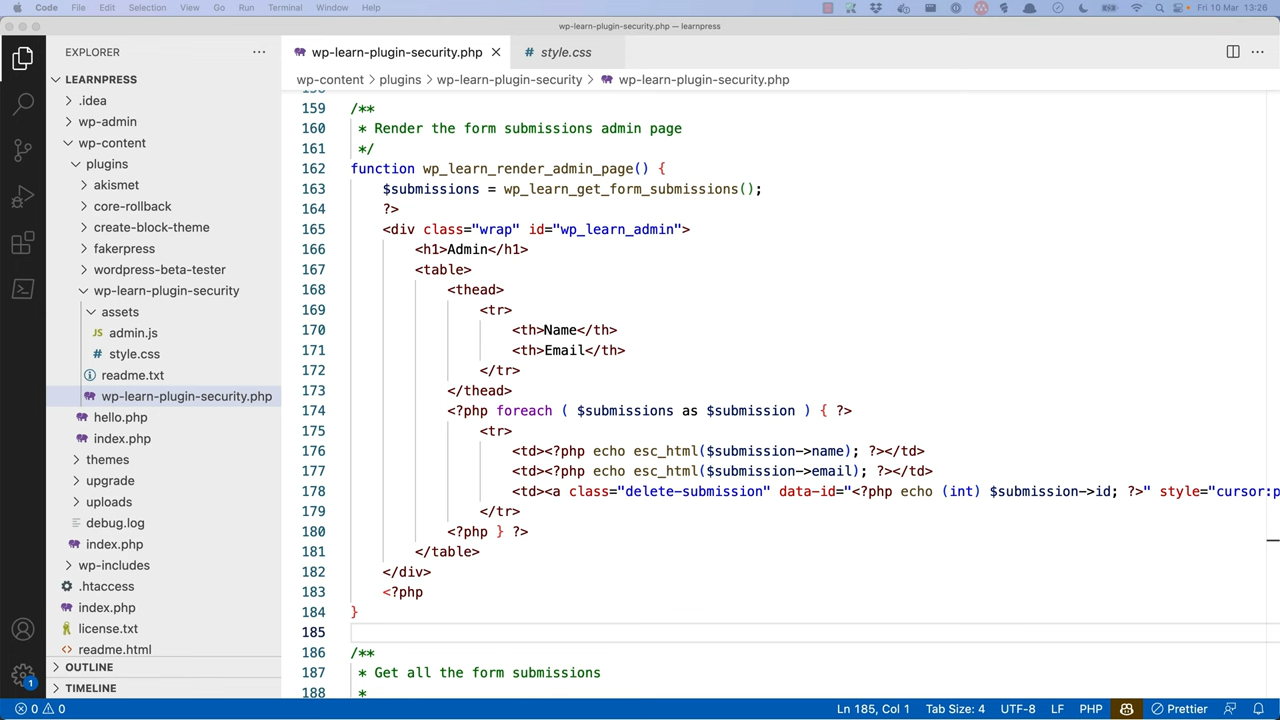 Code File Edit Selection View Go Run Terminal Window Help Fri 10 Mar 13:26
wp-learn-plugin-security.php — learnpress
EXPLORER
LEARNPRESS
.idea
wp-admin
wp-content
plugins
akismet
core-rollback
create-block-theme
fakerpress
wordpress-beta-tester
wp-learn-plugin-security
assets
JS admin.js
# style.css
readme.txt
wp-learn-plugin-security.php
hello.php
index.php
themes
upgrade
uploads
debug.log
index.php
wp-includes
.htaccess
index.php
license.txt
readme.html
OUTLINE
TIMELINE
wp-learn-plugin-security.php
# style.css
wp-content > plugins > wp-learn-plugin-security > wp-learn-plugin-security.php
159 /**
160 * Render the form submissions admin page
161 */
162 function wp_learn_render_admin_page() {
163 $submissions = wp_learn_get_form_submissions();
164 ?>
165 <div class="wrap" id="wp_learn_admin">
166 <h1>Admin</h1>
167 <table>
168 <thead>
169 <tr>
170 <th>Name</th>
171 <th>Email</th>
172 </tr>
173 </thead>
174 <?php foreach ( $submissions as $submission ) { ?>
175 <tr>
176 <td><?php echo esc_html($submission->name); ?></td>
177 <td><?php echo esc_html($submission->email); ?></td>
178 <td><a class="delete-submission" data-id="<?php echo (int) $submission->id; ?>" style="cursor:p
179 </tr>
180 <?php } ?>
181 </table>
182 </div>
183 <?php
184 }
185
186 /**
187 * Get all the form submissions
188 *
1
0 0 Ln 185, Col 1 Tab Size: 4 UTF-8 LF PHP Prettier